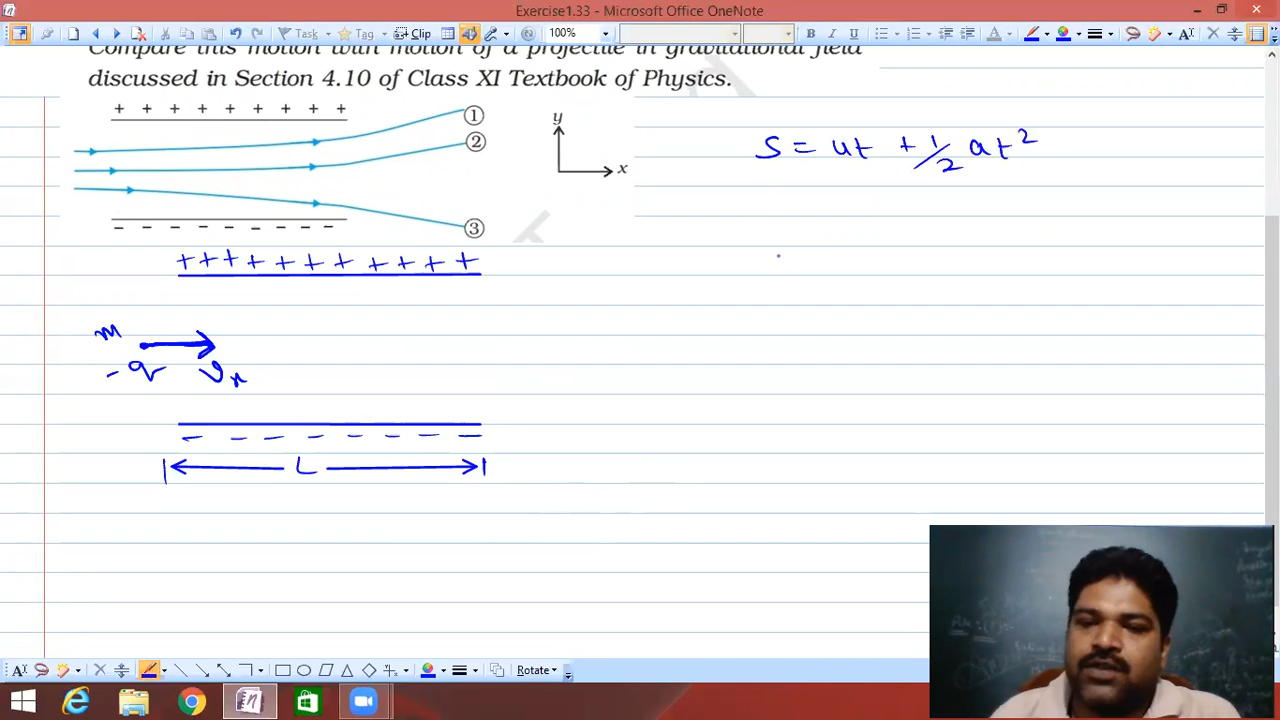 Exercise1.33 - Microsoft Office OneNote
Clip 100% B I U A
Task Tag
Compare this motion with motion of a projectile in gravitational field
discussed in Section 4.10 of Class XI Textbook of Physics.
+ + + + + + + + +
①
②
③
y
x
- - - - - - - - -
S = ut + 1/2 at²
+ + + + + + + + + + +
m
-q vx
- - - - - - - -
L
Rotate